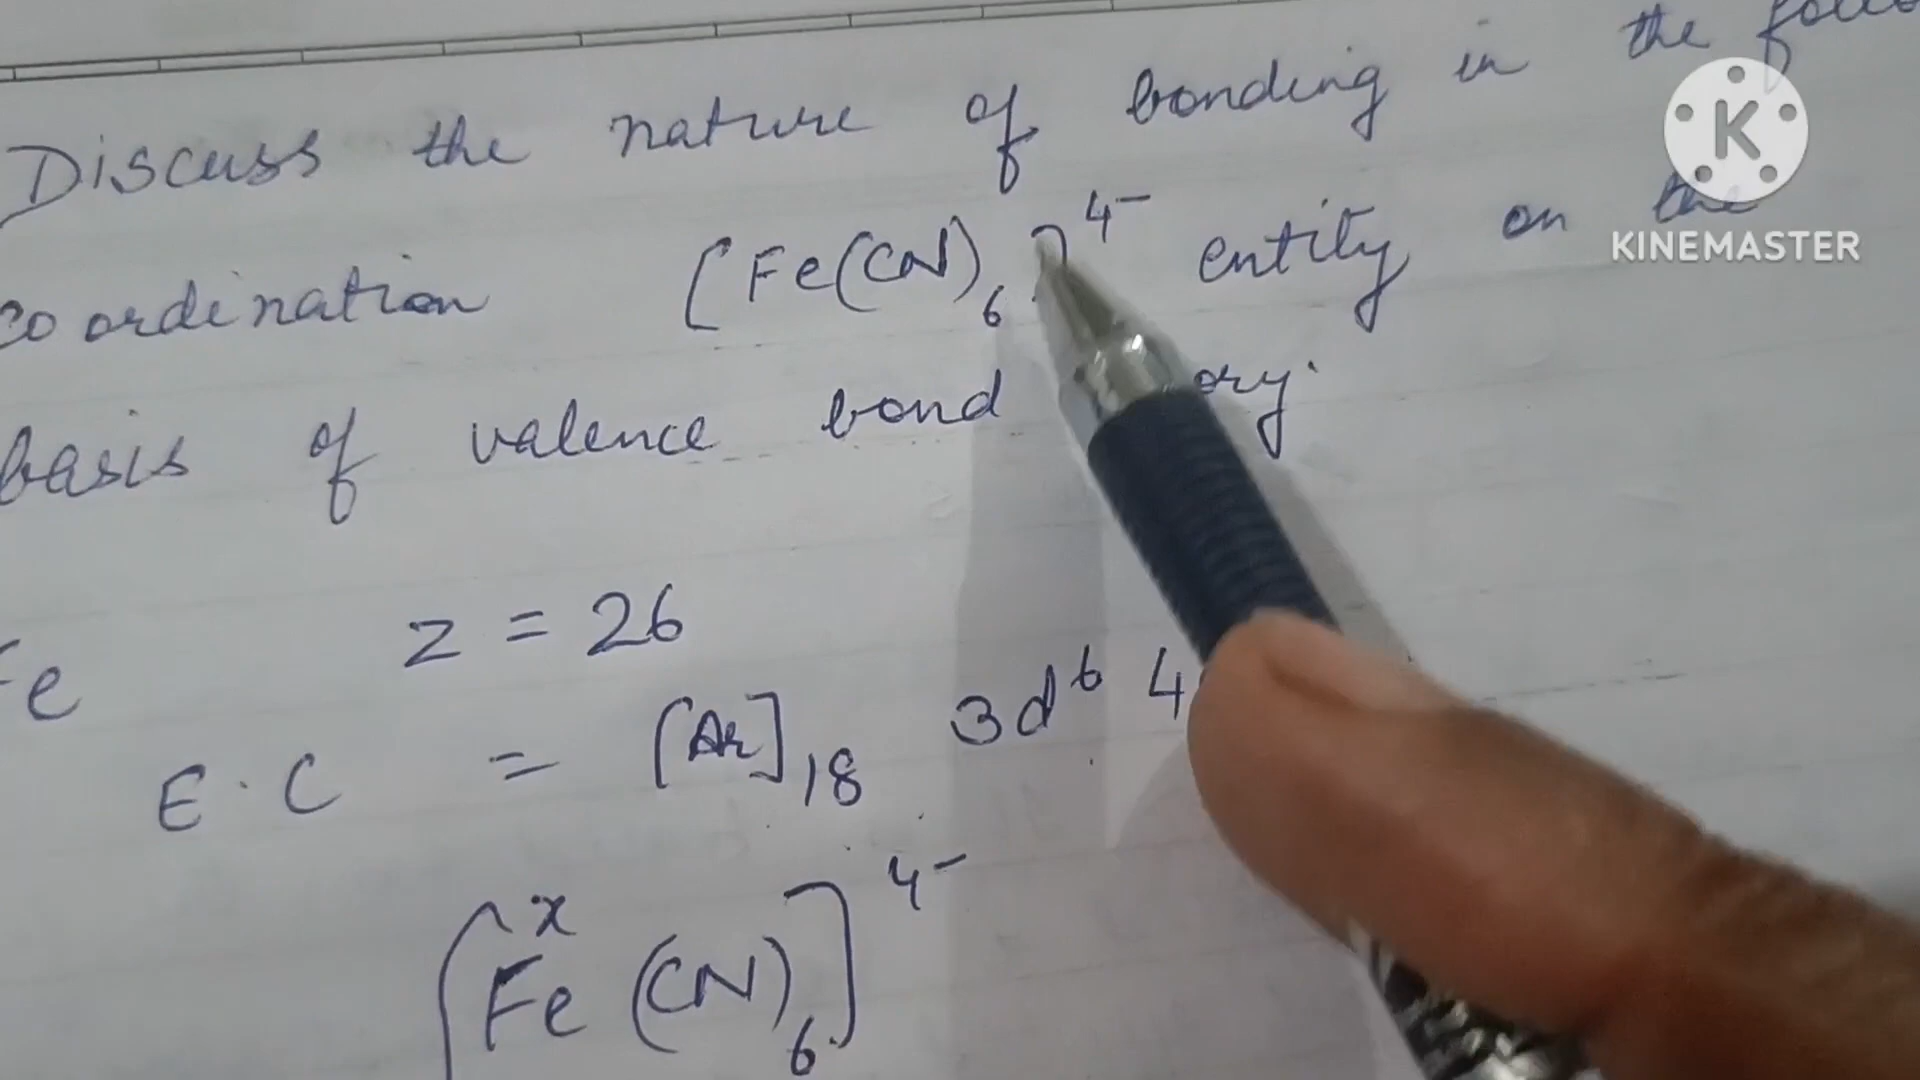 Discuss the nature of bonding in the
coordination [Fe(CN)6]4- entity on the
KINEMASTER
basis of valence bond
Fe Z = 26
E.C = [Ar]18 3d6 4
[Fe x (CN)6]4-